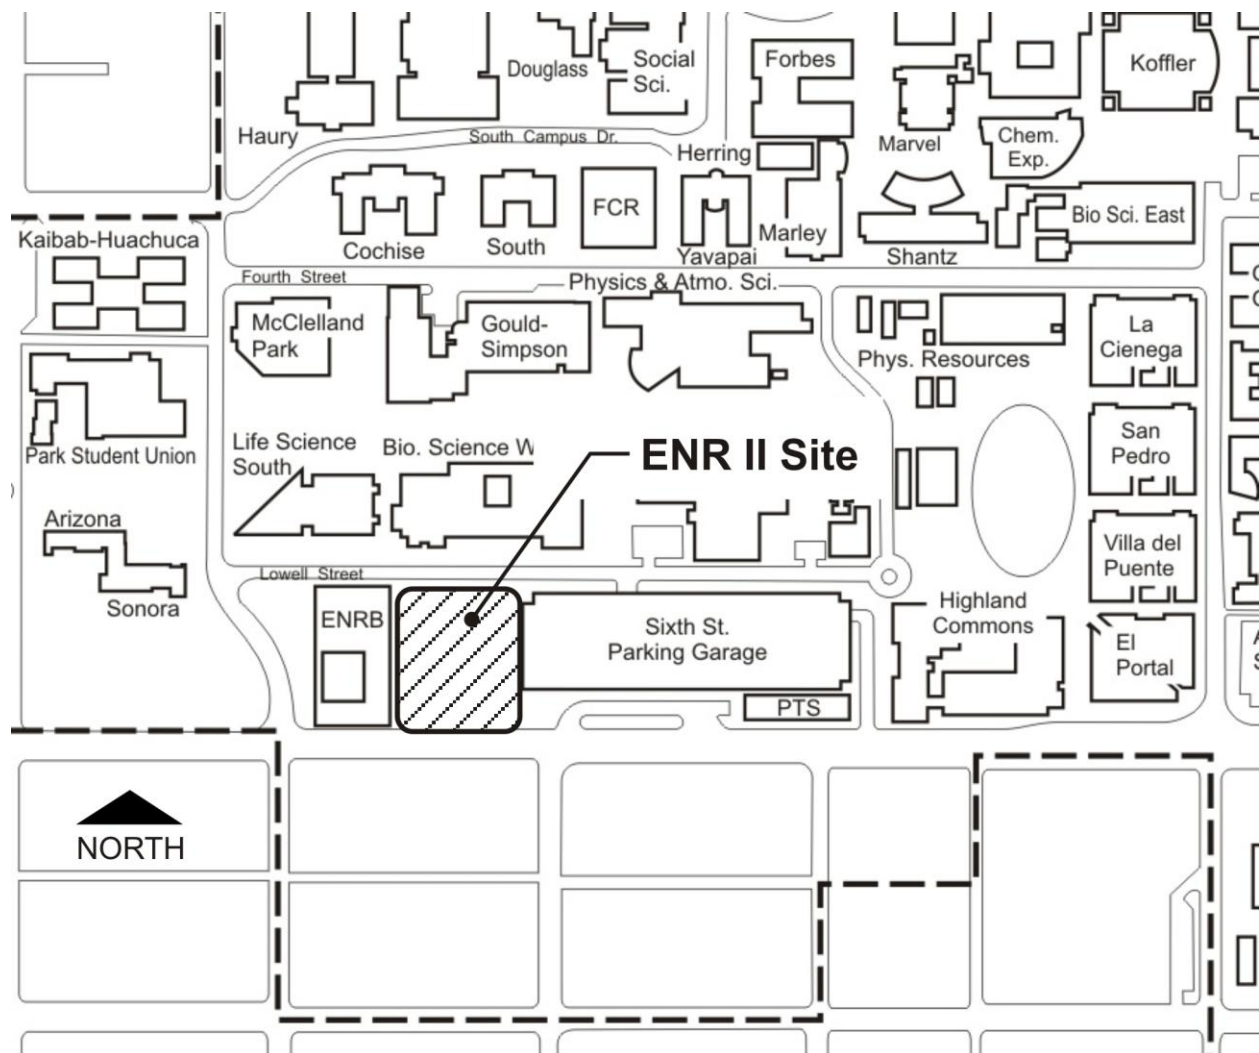 Douglass
Social
Sci.
Forbes
Koffler
Haury
South Campus Dr.
Herring
Marvel
Chem.
Exp.
FCR
Bio Sci. East
Cochise
South
Yavapai
Marley
Shantz
Kaibab-Huachuca
Fourth Street
Physics & Atmo. Sci.
McClelland
Park
Gould-
Simpson
Phys. Resources
La
Cienega
Park Student Union
Life Science
South
Bio. Science W
ENR II Site
San
Pedro
Arizona
Sonora
Lowell Street
Villa del
Puente
ENRB
Sixth St.
Parking Garage
PTS
Highland
Commons
El
Portal
NORTH